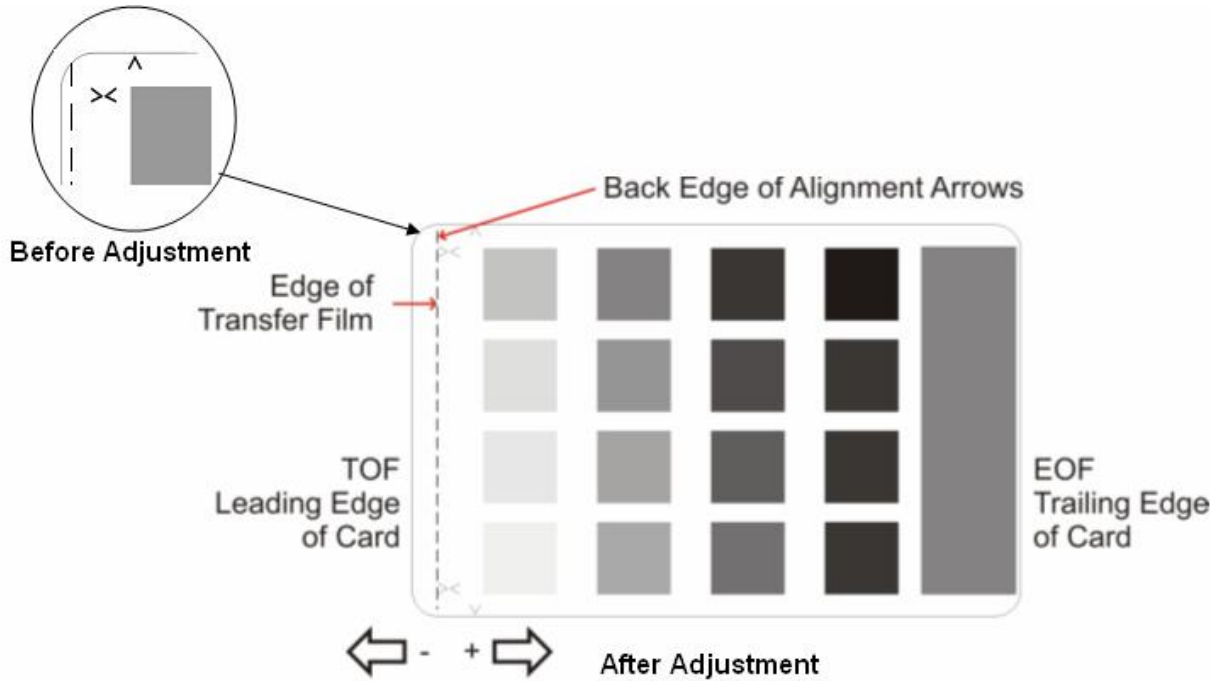 Before Adjustment
Back Edge of Alignment Arrows
Edge of
Transfer Film
TOF
Leading Edge
of Card
EOF
Trailing Edge
of Card
- +
After Adjustment